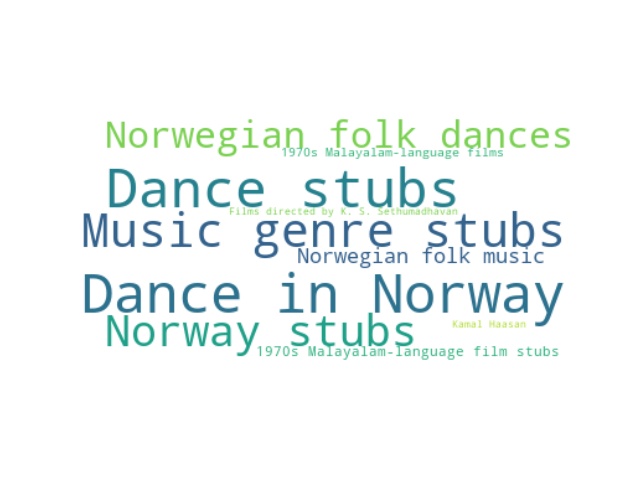 Norwegian folk dances
1970s Malayalam-language films
Dance stubs
Films directed by K. S. Sethumadhavan
Music genre stubs
Norwegian folk music
Dance in Norway
Norway stubs
Kamal Haasan
1970s Malayalam-language film stubs